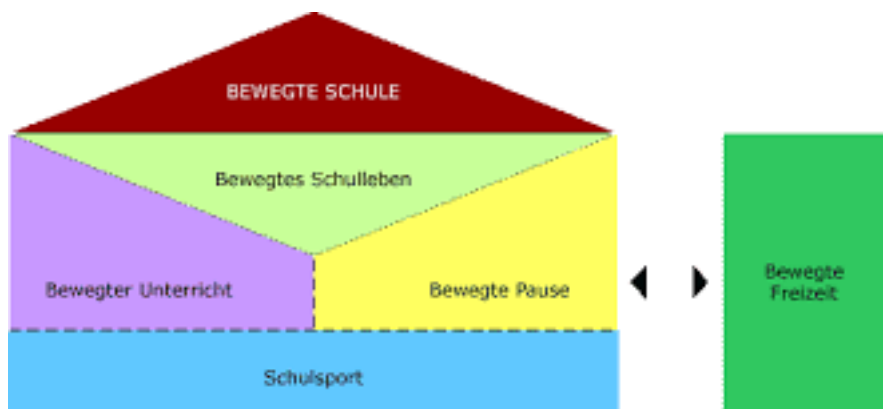 BEWEGTE SCHULE
Bewegtes Schulleben
Bewegter Unterricht
Bewegte Pause
Bewegte
Freizeit
Schulsport